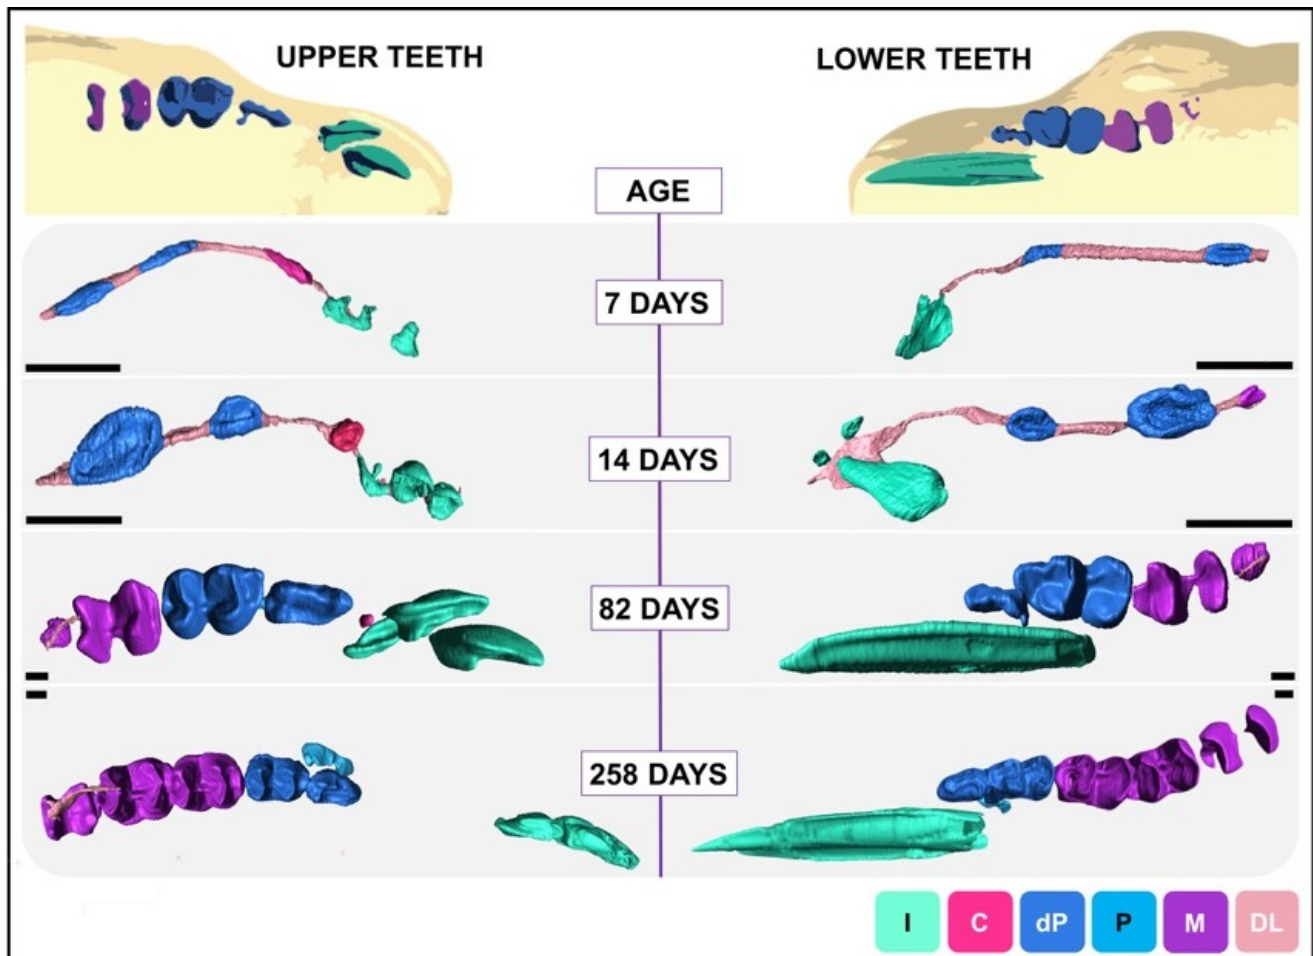 UPPER TEETH
LOWER TEETH
AGE
7 DAYS
14 DAYS
82 DAYS
258 DAYS
I C dP P M DL